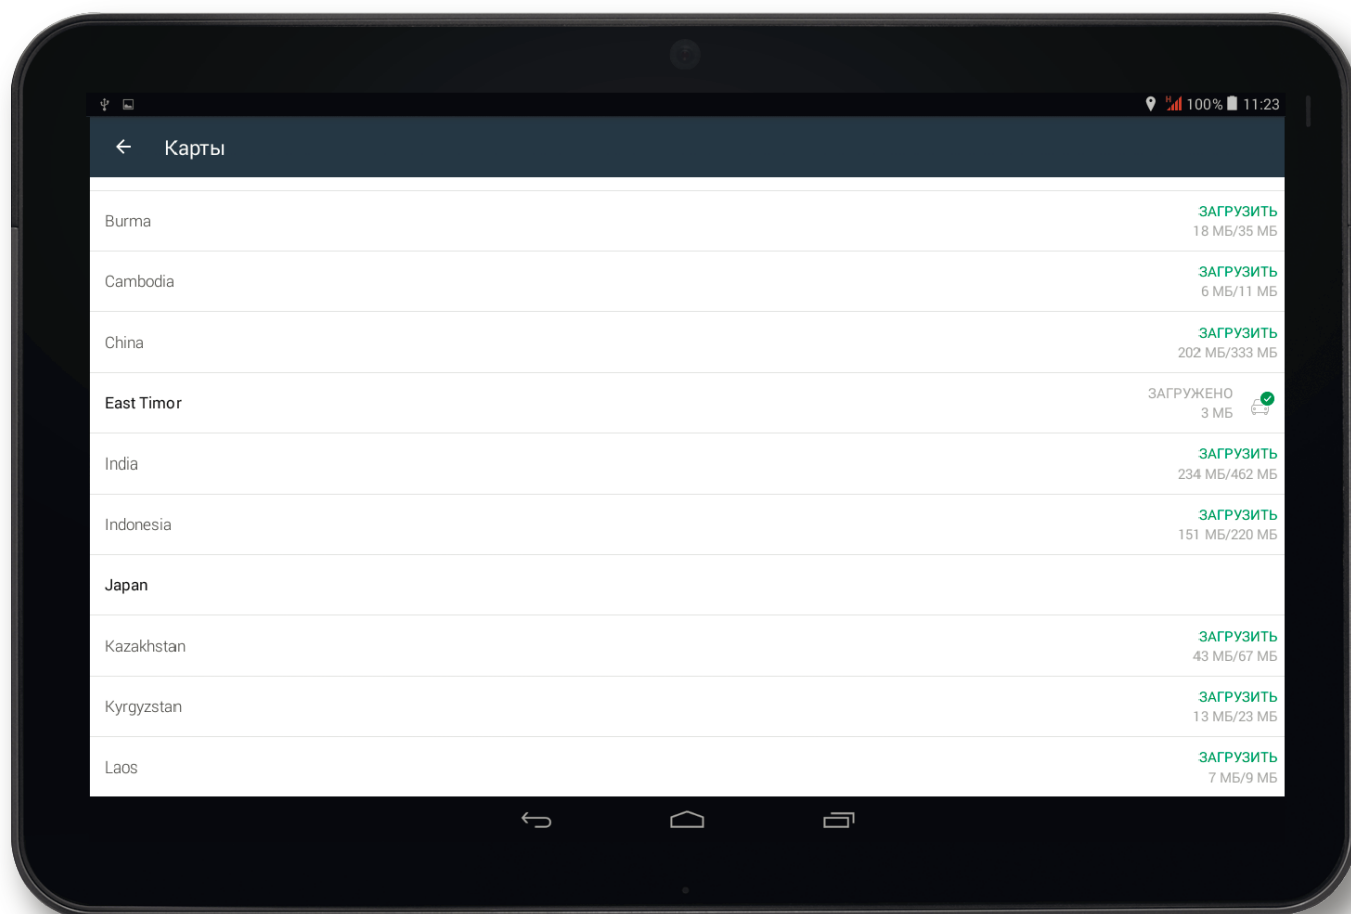 100% 11:23
Карты
Burma
ЗАГРУЗИТЬ
18 МБ/35 МБ
Cambodia
ЗАГРУЗИТЬ
6 МБ/11 МБ
China
ЗАГРУЗИТЬ
202 МБ/333 МБ
East Timor
ЗАГРУЖЕНО
3 МБ
India
ЗАГРУЗИТЬ
234 МБ/462 МБ
Indonesia
ЗАГРУЗИТЬ
151 МБ/220 МБ
Japan
Kazakhstan
ЗАГРУЗИТЬ
43 МБ/67 МБ
Kyrgyzstan
ЗАГРУЗИТЬ
13 МБ/23 МБ
Laos
ЗАГРУЗИТЬ
7 МБ/9 МБ